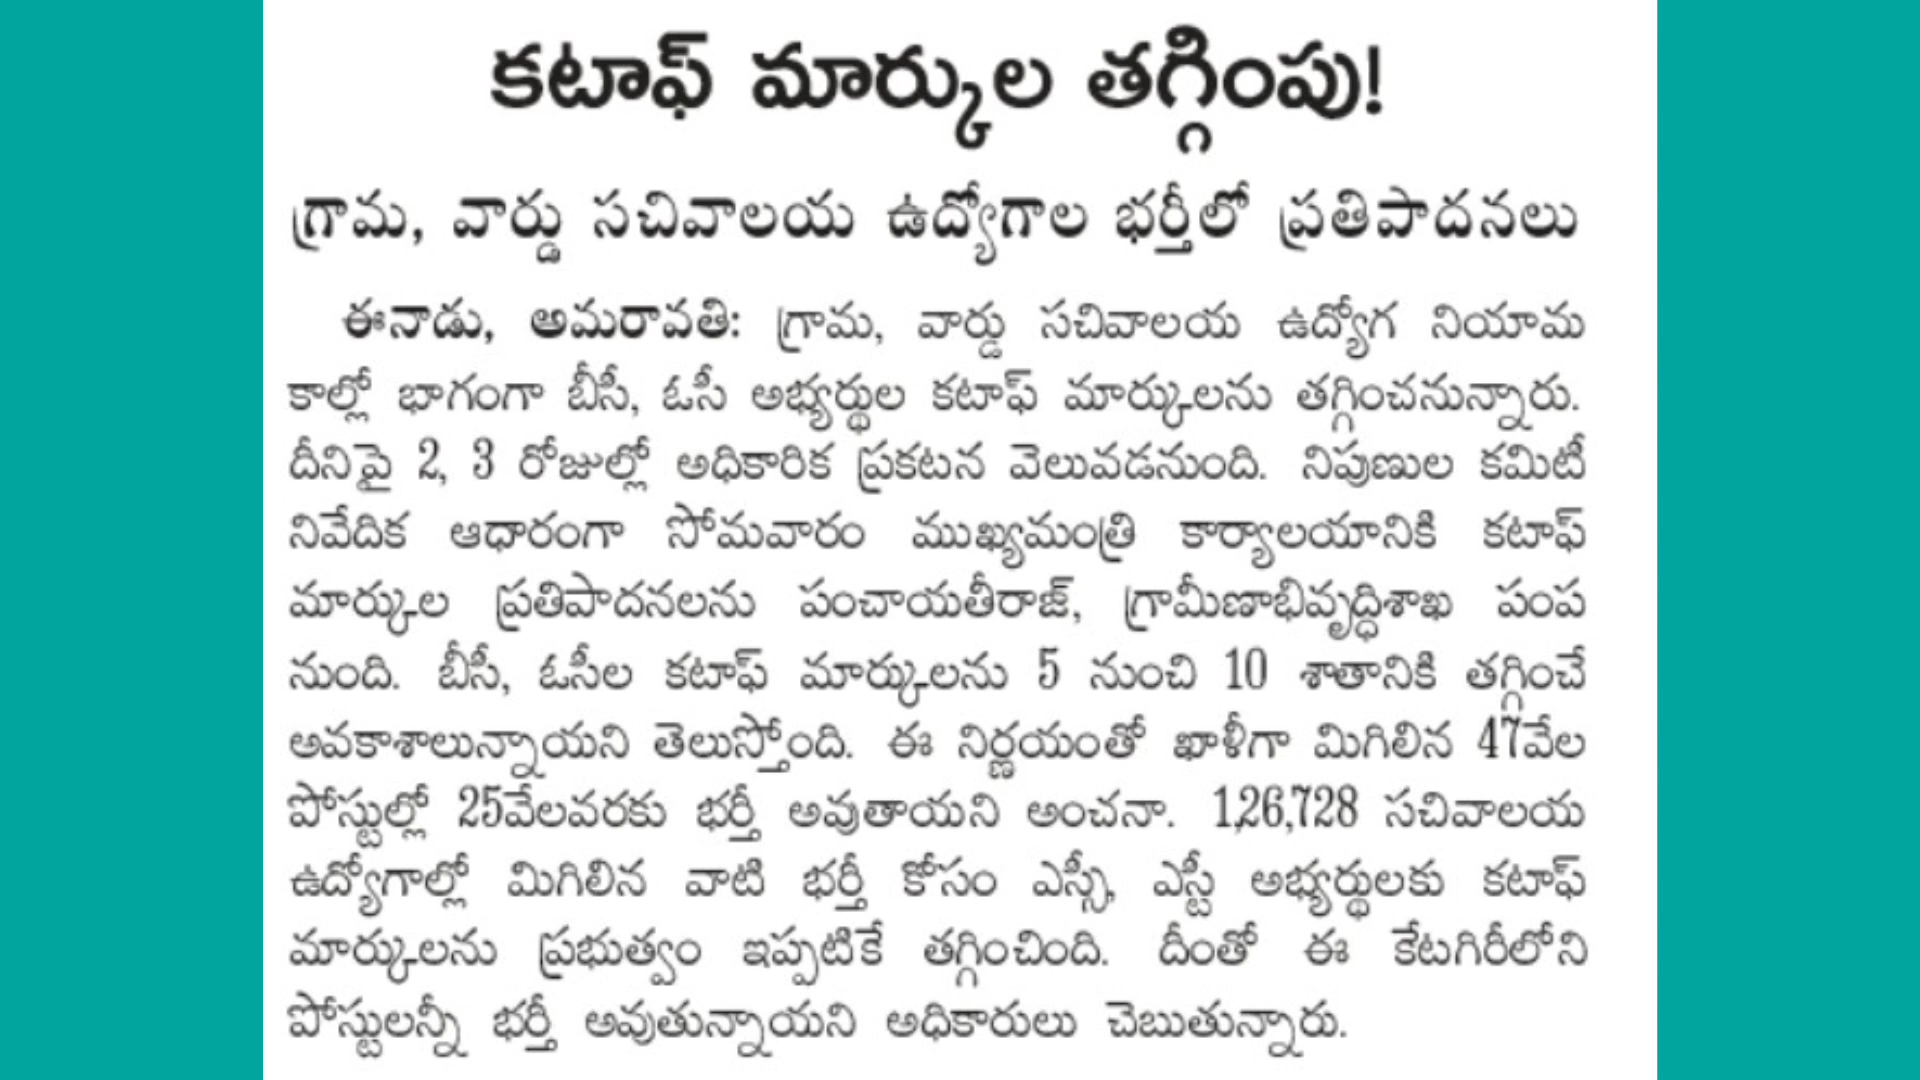 కటాఫ్ మార్కుల తగ్గింపు!
గ్రామ, వార్డు సచివాలయ ఉద్యోగాల భర్తీలో ప్రతిపాదనలు
ఈనాడు, అమరావతి: గ్రామ, వార్డు సచివాలయ ఉద్యోగ నియామ
కాల్లో భాగంగా బీసీ, ఓసీ అభ్యర్థుల కటాఫ్ మార్కులను తగ్గించనున్నారు.
దీనిపై 2, 3 రోజుల్లో అధికారిక ప్రకటన వెలువడనుంది. నిపుణుల కమిటీ
నివేదిక ఆధారంగా సోమవారం ముఖ్యమంత్రి కార్యాలయానికి కటాఫ్
మార్కుల ప్రతిపాదనలను పంచాయతీరాజ్, గ్రామీణాభివృద్ధిశాఖ పంప
నుంది. బీసీ, ఓసీల కటాఫ్ మార్కులను 5 నుంచి 10 శాతానికి తగ్గించే
అవకాశాలున్నాయని తెలుస్తోంది. ఈ నిర్ణయంతో ఖాళీగా మిగిలిన 47వేల
పోస్టుల్లో 25వేలవరకు భర్తీ అవుతాయని అంచనా. 1,26,728 సచివాలయ
ఉద్యోగాల్లో మిగిలిన వాటి భర్తీ కోసం ఎస్సీ, ఎస్టీ అభ్యర్థులకు కటాఫ్
మార్కులను ప్రభుత్వం ఇప్పటికే తగ్గించింది. దీంతో ఈ కేటగిరీలోని
పోస్టులన్నీ భర్తీ అవుతున్నాయని అధికారులు చెబుతున్నారు.